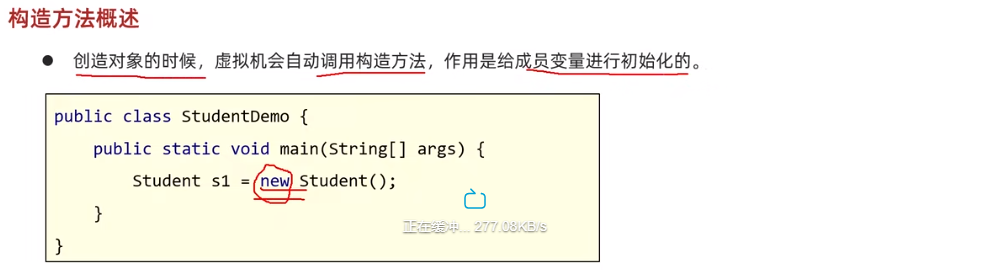 构造方法概述
● 创造对象的时候，虚拟机会自动调用构造方法，作用是给成员变量进行初始化的。
public class StudentDemo {
    public static void main(String[] args) {
        Student s1 = new Student();
    }
正在缓冲... 277.08KB/s
}